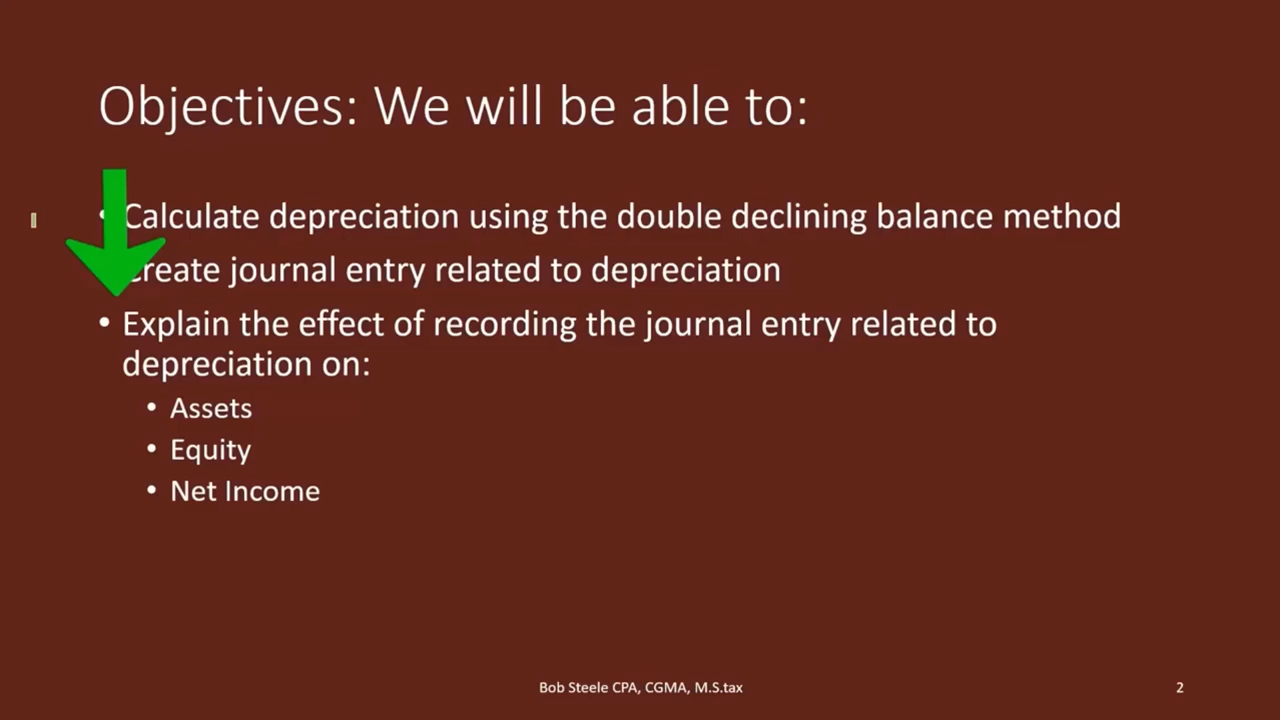 Objectives: We will be able to:
• Calculate depreciation using the double declining balance method
create journal entry related to depreciation
• Explain the effect of recording the journal entry related to
depreciation on:
• Assets
• Equity
• Net Income
Bob Steele CPA, CGMA, M.S.tax
2